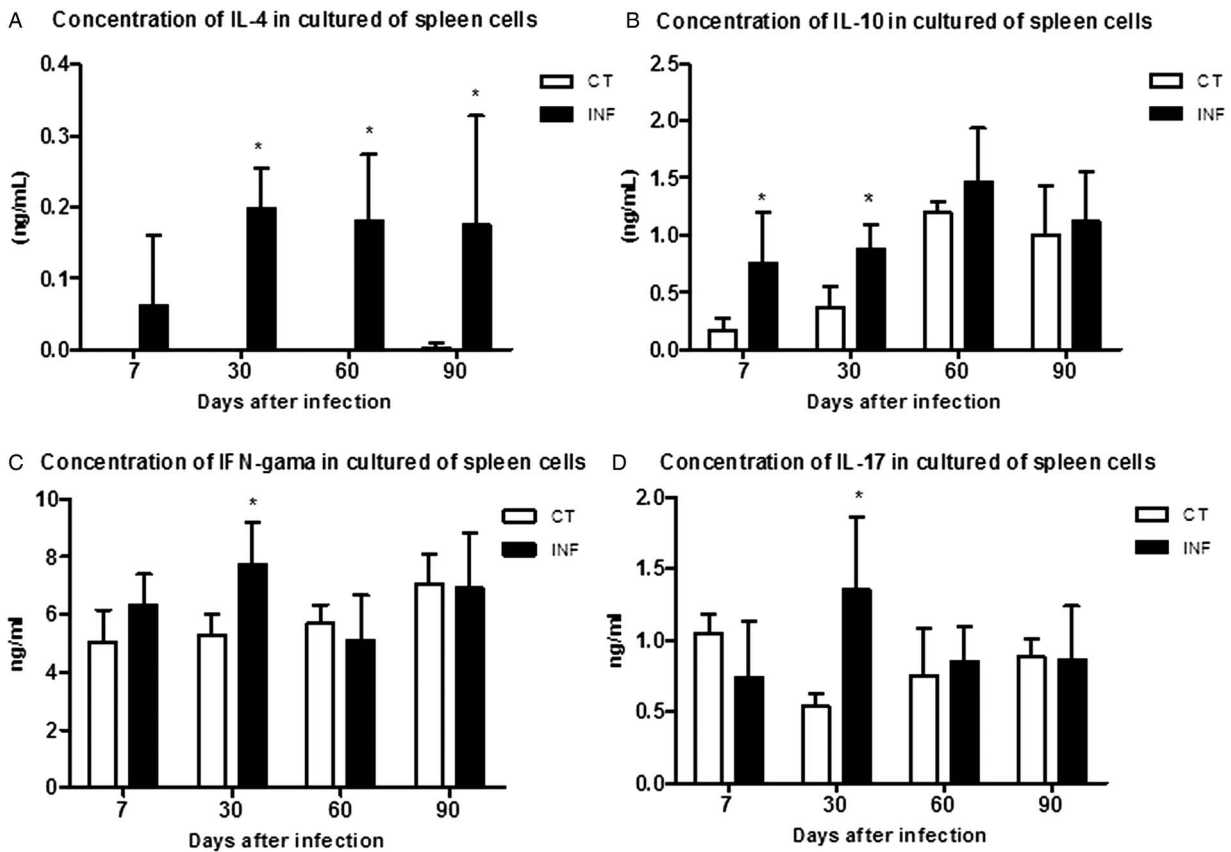 A Concentration of IL-4 in cultured of spleen cells
0.4
0.3
0.2
0.1
0.0
(ng/mL)
CT
INF
*
*
*
7 30 60 90
Days after infection
B Concentration of IL-10 in cultured of spleen cells
2.5
2.0
1.5
1.0
0.5
0.0
(ng/mL)
CT
INF
*
*
7 30 60 90
Days after infection
C Concentration of IFN-gama in cultured of spleen cells
10
8
6
4
2
0
ng/ml
CT
INF
*
7 30 60 90
Days after infection
D Concentration of IL-17 in cultured of spleen cells
2.0
1.5
1.0
0.5
0.0
ng/ml
CT
INF
*
7 30 60 90
Days after infection